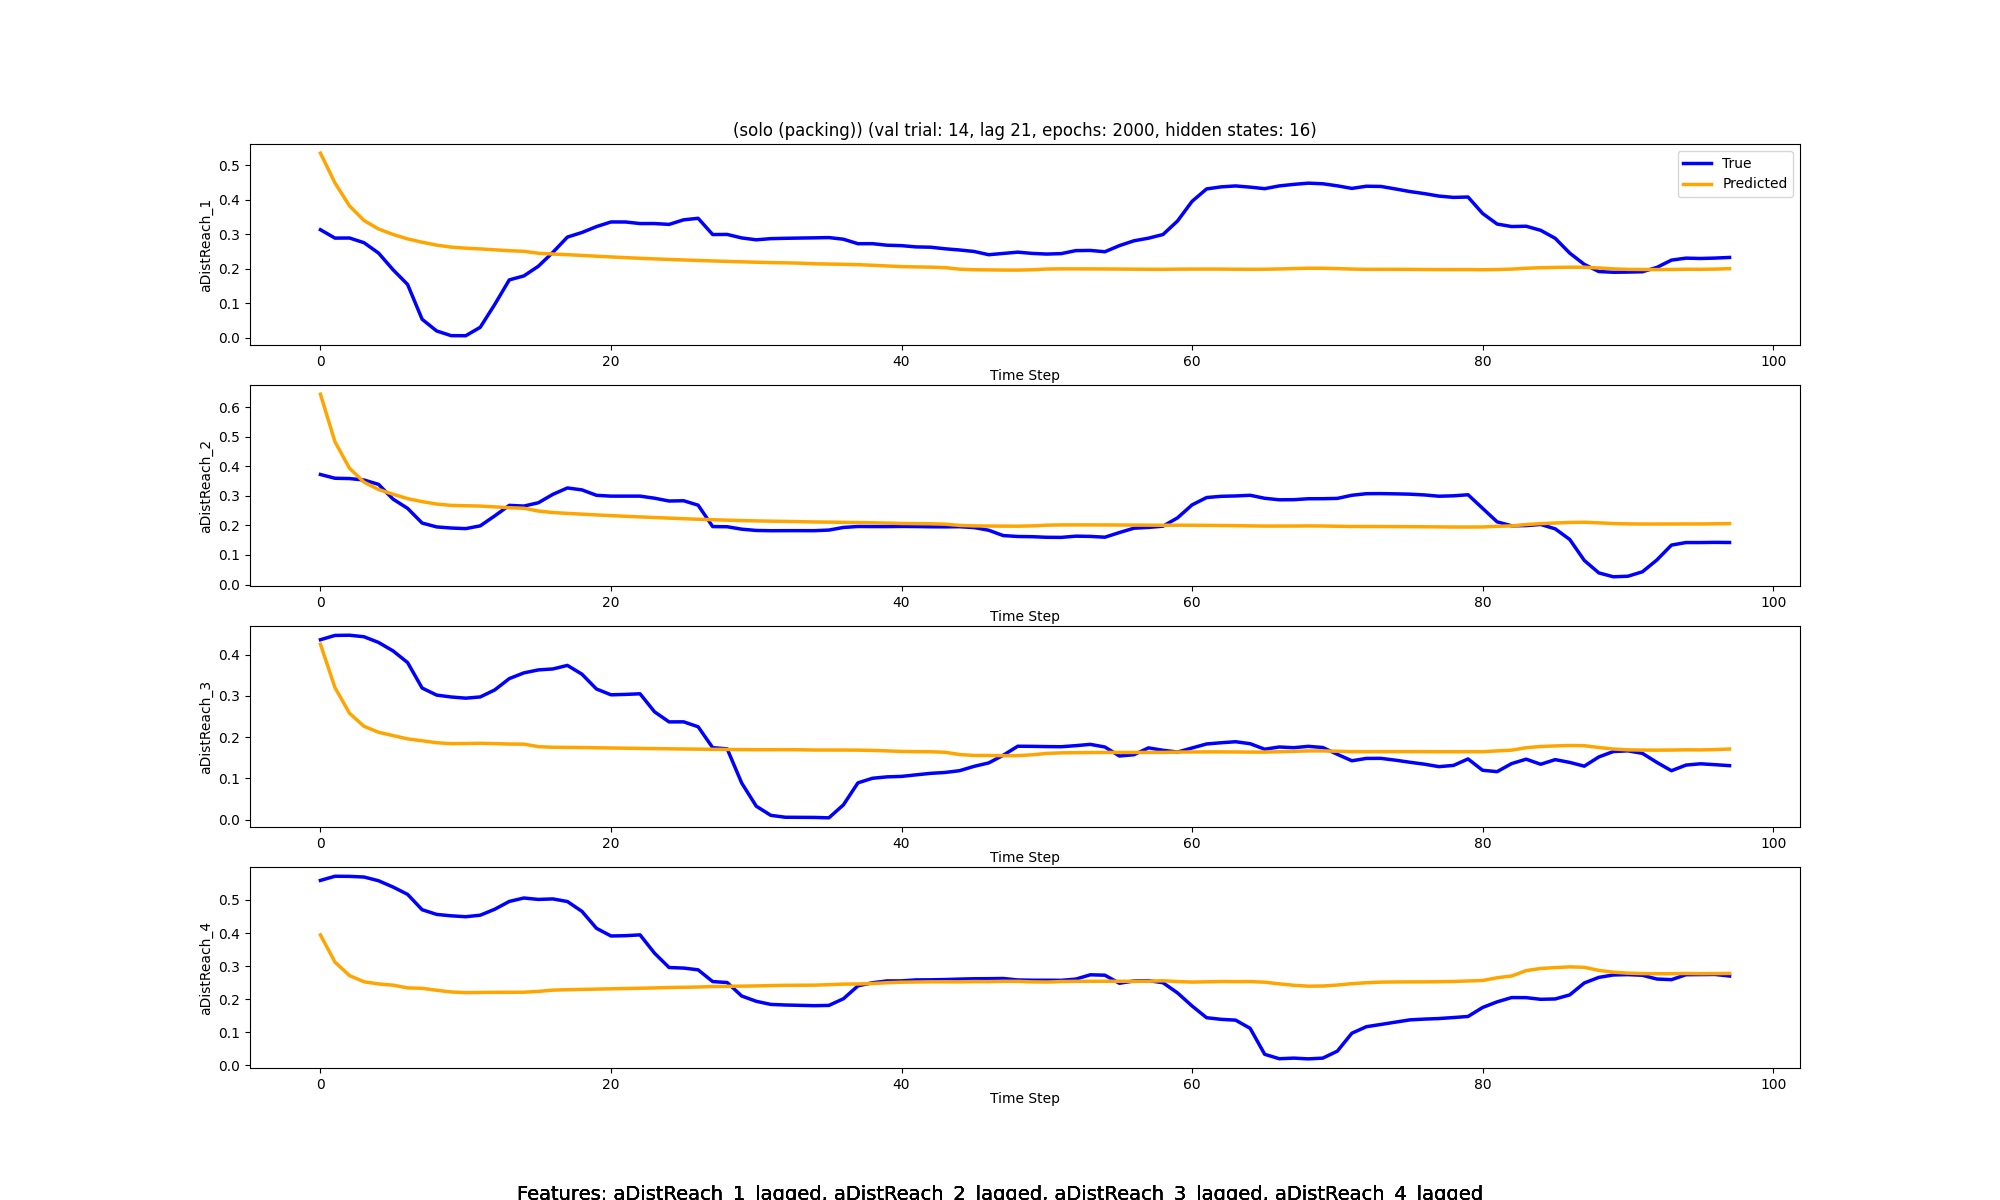 (solo (packing)) (val trial: 14, lag 21, epochs: 2000, hidden states: 16)
True
Predicted
aDistReach_1
0.5
0.4
0.3
0.2
0.1
0.0
0 20 40 60 80 100
Time Step
aDistReach_2
0.6
0.5
0.4
0.3
0.2
0.1
0.0
0 20 40 60 80 100
Time Step
aDistReach_3
0.4
0.3
0.2
0.1
0.0
0 20 40 60 80 100
Time Step
aDistReach_4
0.5
0.4
0.3
0.2
0.1
0.0
0 20 40 60 80 100
Time Step
Features: aDistReach_1_lagged, aDistReach_2_lagged, aDistReach_3_lagged, aDistReach_4_lagged